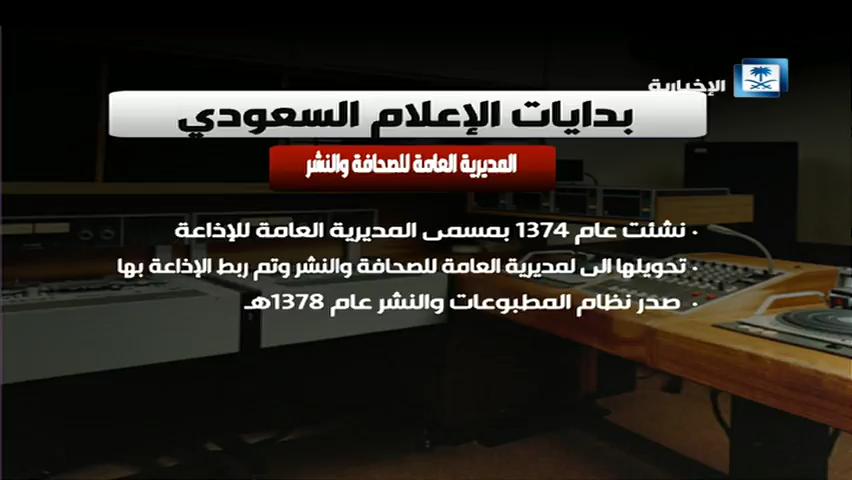 الإخبارية
بدايات الإعلام السعودي
المديرية العامة للصحافة والنشر
• نشئت عام 1374 بمسمى المديرية العامة للإذاعة
• تحويلها الى لمديرية العامة للصحافة والنشر وتم ربط الإذاعة بها
• صدر نظام المطبوعات والنشر عام 1378هـ